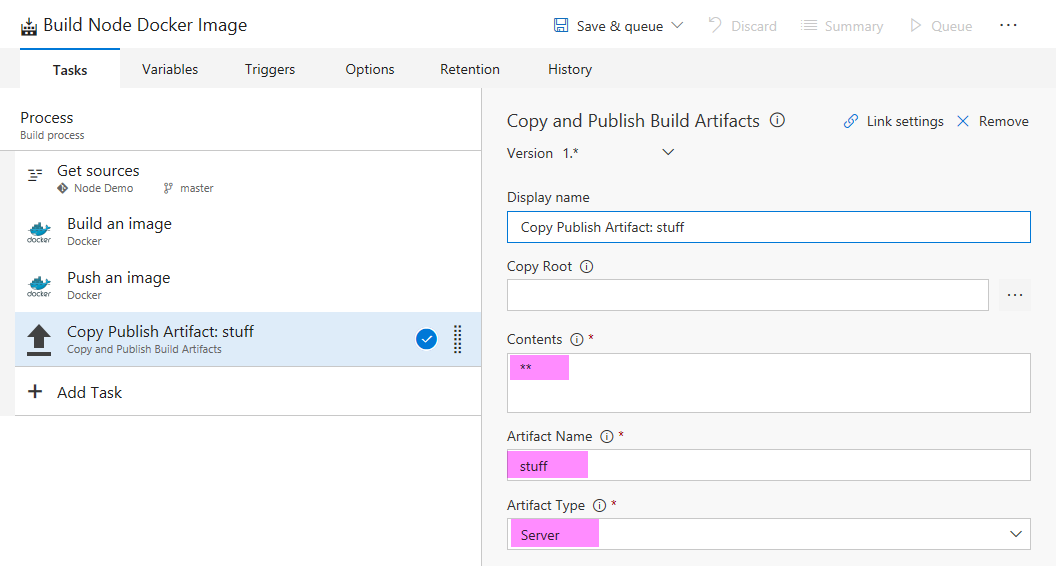 Build Node Docker Image
Save & queue
Discard
Summary
Queue
...
Tasks
Variables
Triggers
Options
Retention
History
Process
Build process
Get sources
Node Demo
master
docker
Build an image
Docker
docker
Push an image
Docker
Copy Publish Artifact: stuff
Copy and Publish Build Artifacts
+ Add Task
Copy and Publish Build Artifacts
Link settings
Remove
Version 1.*
Display name
Copy Publish Artifact: stuff
Copy Root
...
Contents *
**
Artifact Name *
stuff
Artifact Type *
Server